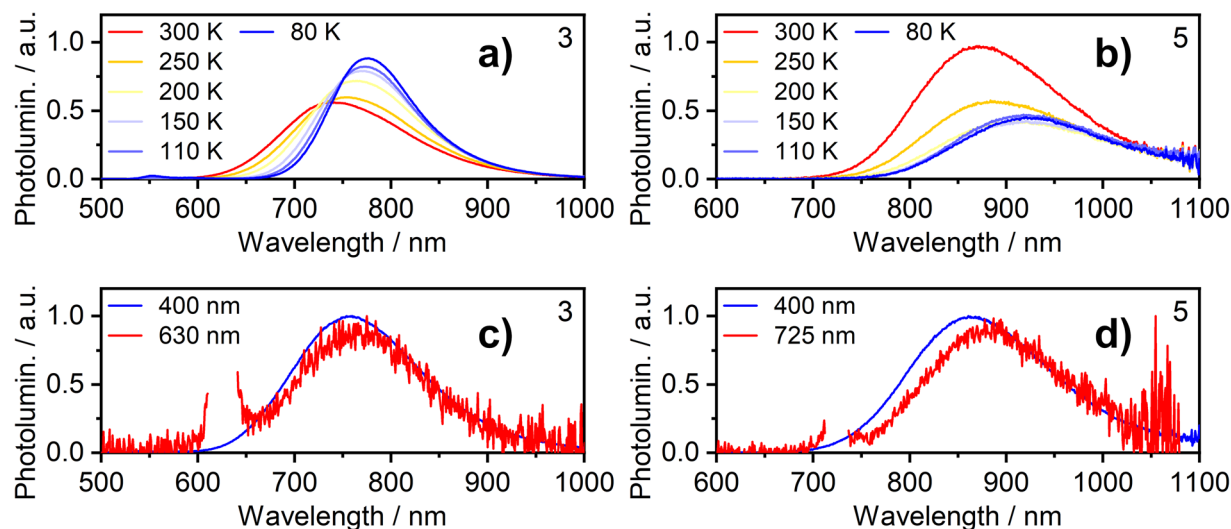 300 K 80 K
250 K
200 K
150 K
110 K
a)
3
1.0
0.5
0.0
Photolumin. / a.u.
500 600 700 800 900 1000
Wavelength / nm
300 K 80 K
250 K
200 K
150 K
110 K
b)
5
1.0
0.5
0.0
Photolumin. / a.u.
600 700 800 900 1000 1100
Wavelength / nm
400 nm
630 nm
c)
3
1.0
0.5
0.0
Photolumin. / a.u.
500 600 700 800 900 1000
Wavelength / nm
400 nm
725 nm
d)
5
1.0
0.5
0.0
Photolumin. / a.u.
600 700 800 900 1000 1100
Wavelength / nm